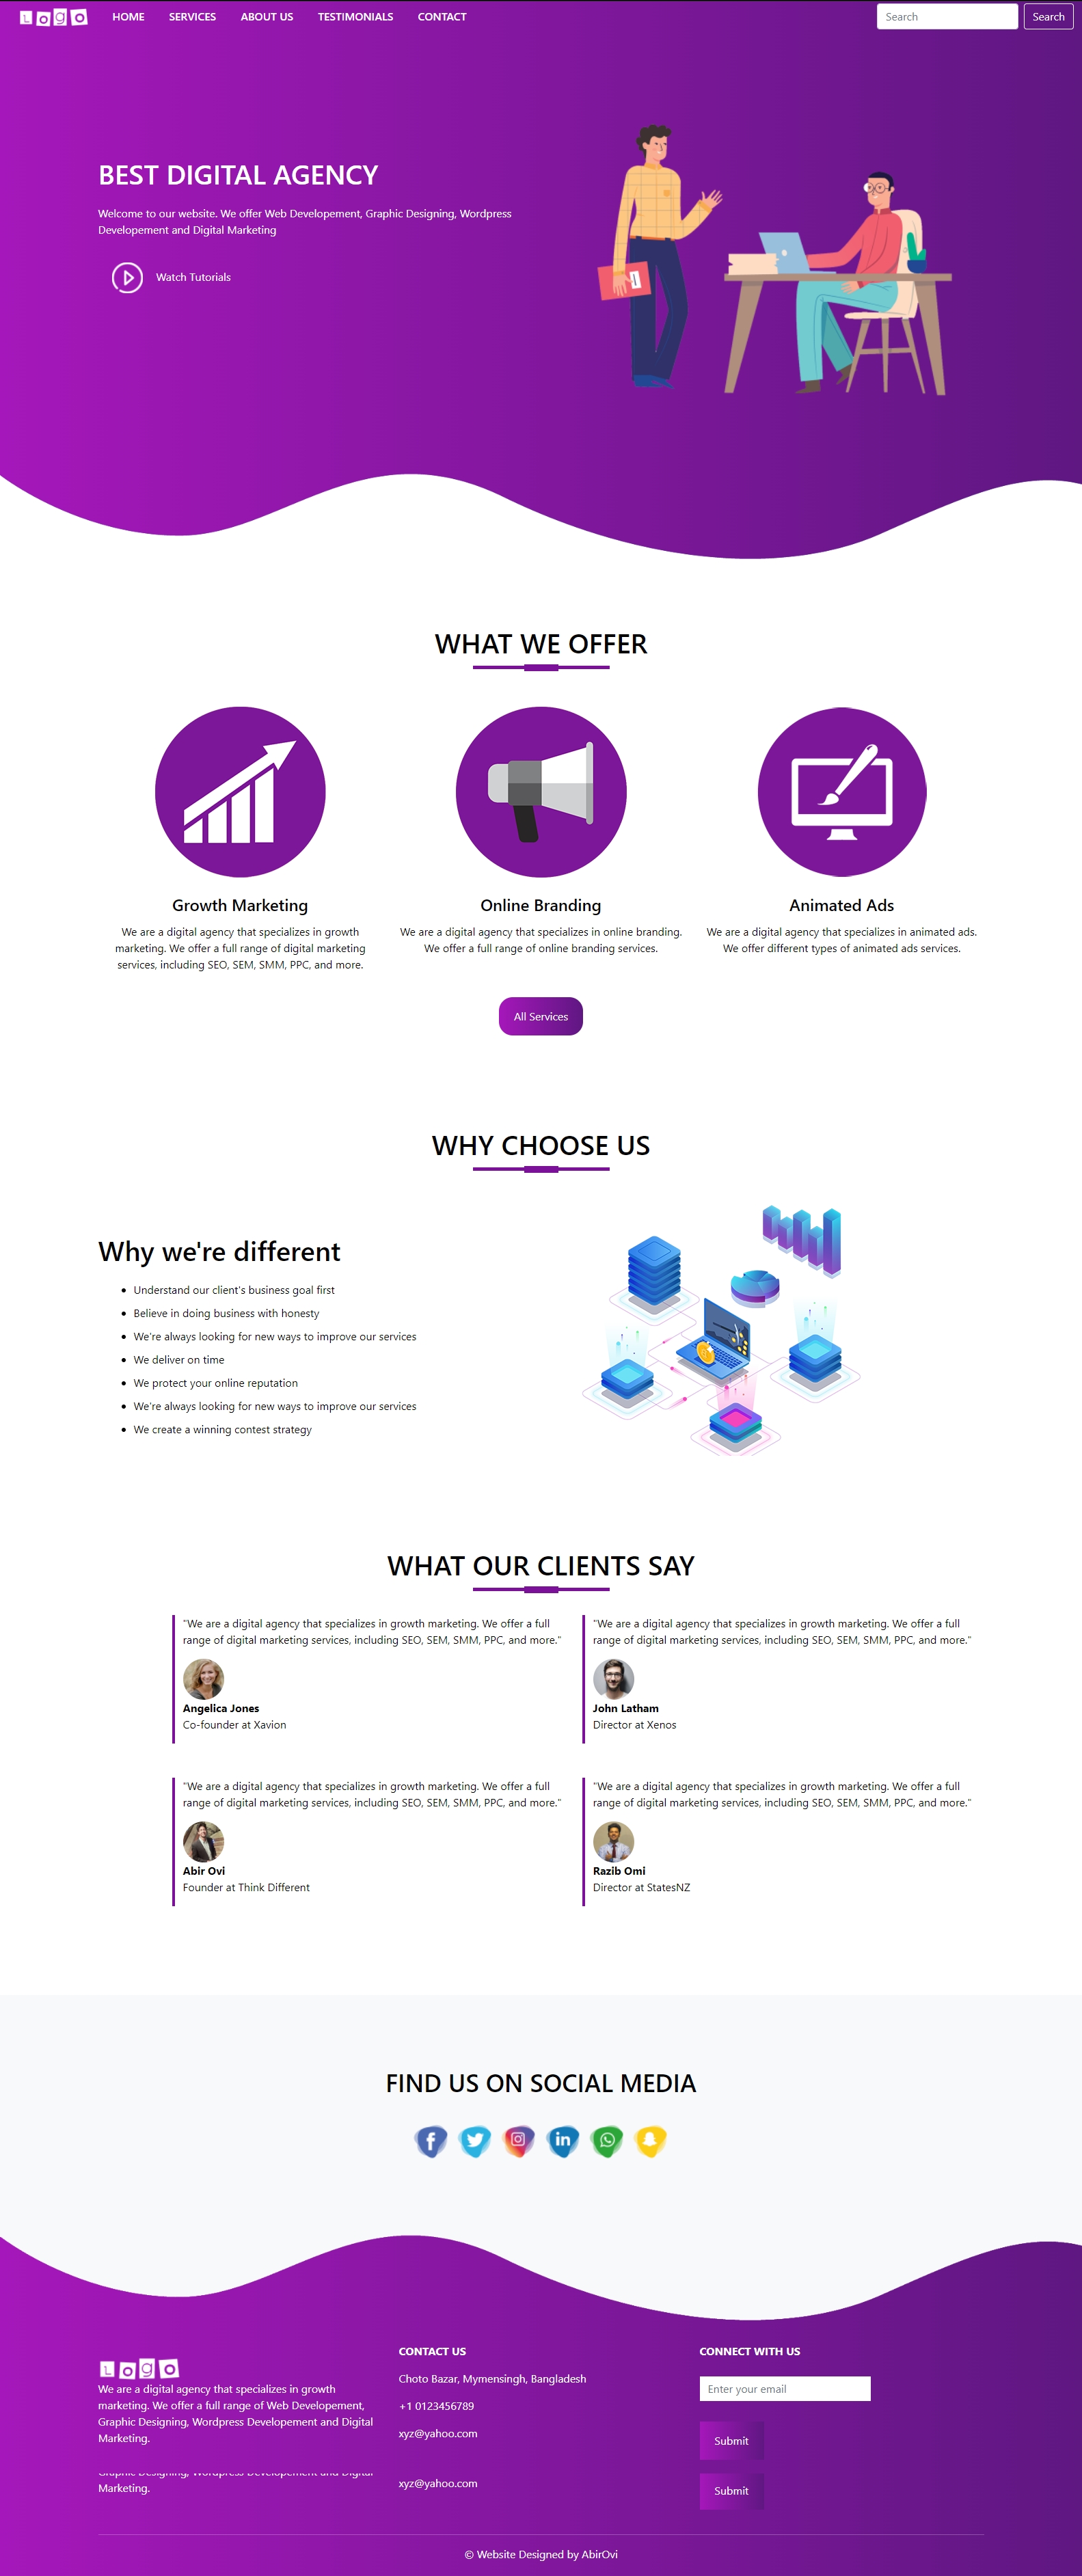 Logo HOME SERVICES ABOUT US TESTIMONIALS CONTACT Search Search
BEST DIGITAL AGENCY
Welcome to our website. We offer Web Developement, Graphic Designing, Wordpress
Developement and Digital Marketing
Watch Tutorials
WHAT WE OFFER
Growth Marketing
We are a digital agency that specializes in growth
marketing. We offer a full range of digital marketing
services, including SEO, SEM, SMM, PPC, and more.
Online Branding
We are a digital agency that specializes in online branding.
We offer a full range of online branding services.
Animated Ads
We are a digital agency that specializes in animated ads.
We offer different types of animated ads services.
All Services
WHY CHOOSE US
Why we're different
Understand our client's business goal first
Believe in doing business with honesty
We're always looking for new ways to improve our services
We deliver on time
We protect your online reputation
We're always looking for new ways to improve our services
We create a winning contest strategy
WHAT OUR CLIENTS SAY
"We are a digital agency that specializes in growth marketing. We offer a full
range of digital marketing services, including SEO, SEM, SMM, PPC, and more."
Angelica Jones
Co-founder at Xavion
"We are a digital agency that specializes in growth marketing. We offer a full
range of digital marketing services, including SEO, SEM, SMM, PPC, and more."
John Latham
Director at Xenos
"We are a digital agency that specializes in growth marketing. We offer a full
range of digital marketing services, including SEO, SEM, SMM, PPC, and more."
Abir Ovi
Founder at Think Different
"We are a digital agency that specializes in growth marketing. We offer a full
range of digital marketing services, including SEO, SEM, SMM, PPC, and more."
Razib Omi
Director at StatesNZ
FIND US ON SOCIAL MEDIA
f in
Logo
We are a digital agency that specializes in growth
marketing. We offer a full range of Web Developement,
Graphic Designing, Wordpress Developement and Digital
Marketing.
Graphic Designing, Wordpress Developement and Digital
Marketing.
CONTACT US
Choto Bazar, Mymensingh, Bangladesh
+1 0123456789
xyz@yahoo.com
xyz@yahoo.com
CONNECT WITH US
Enter your email
Submit
Submit
© Website Designed by AbirOvi